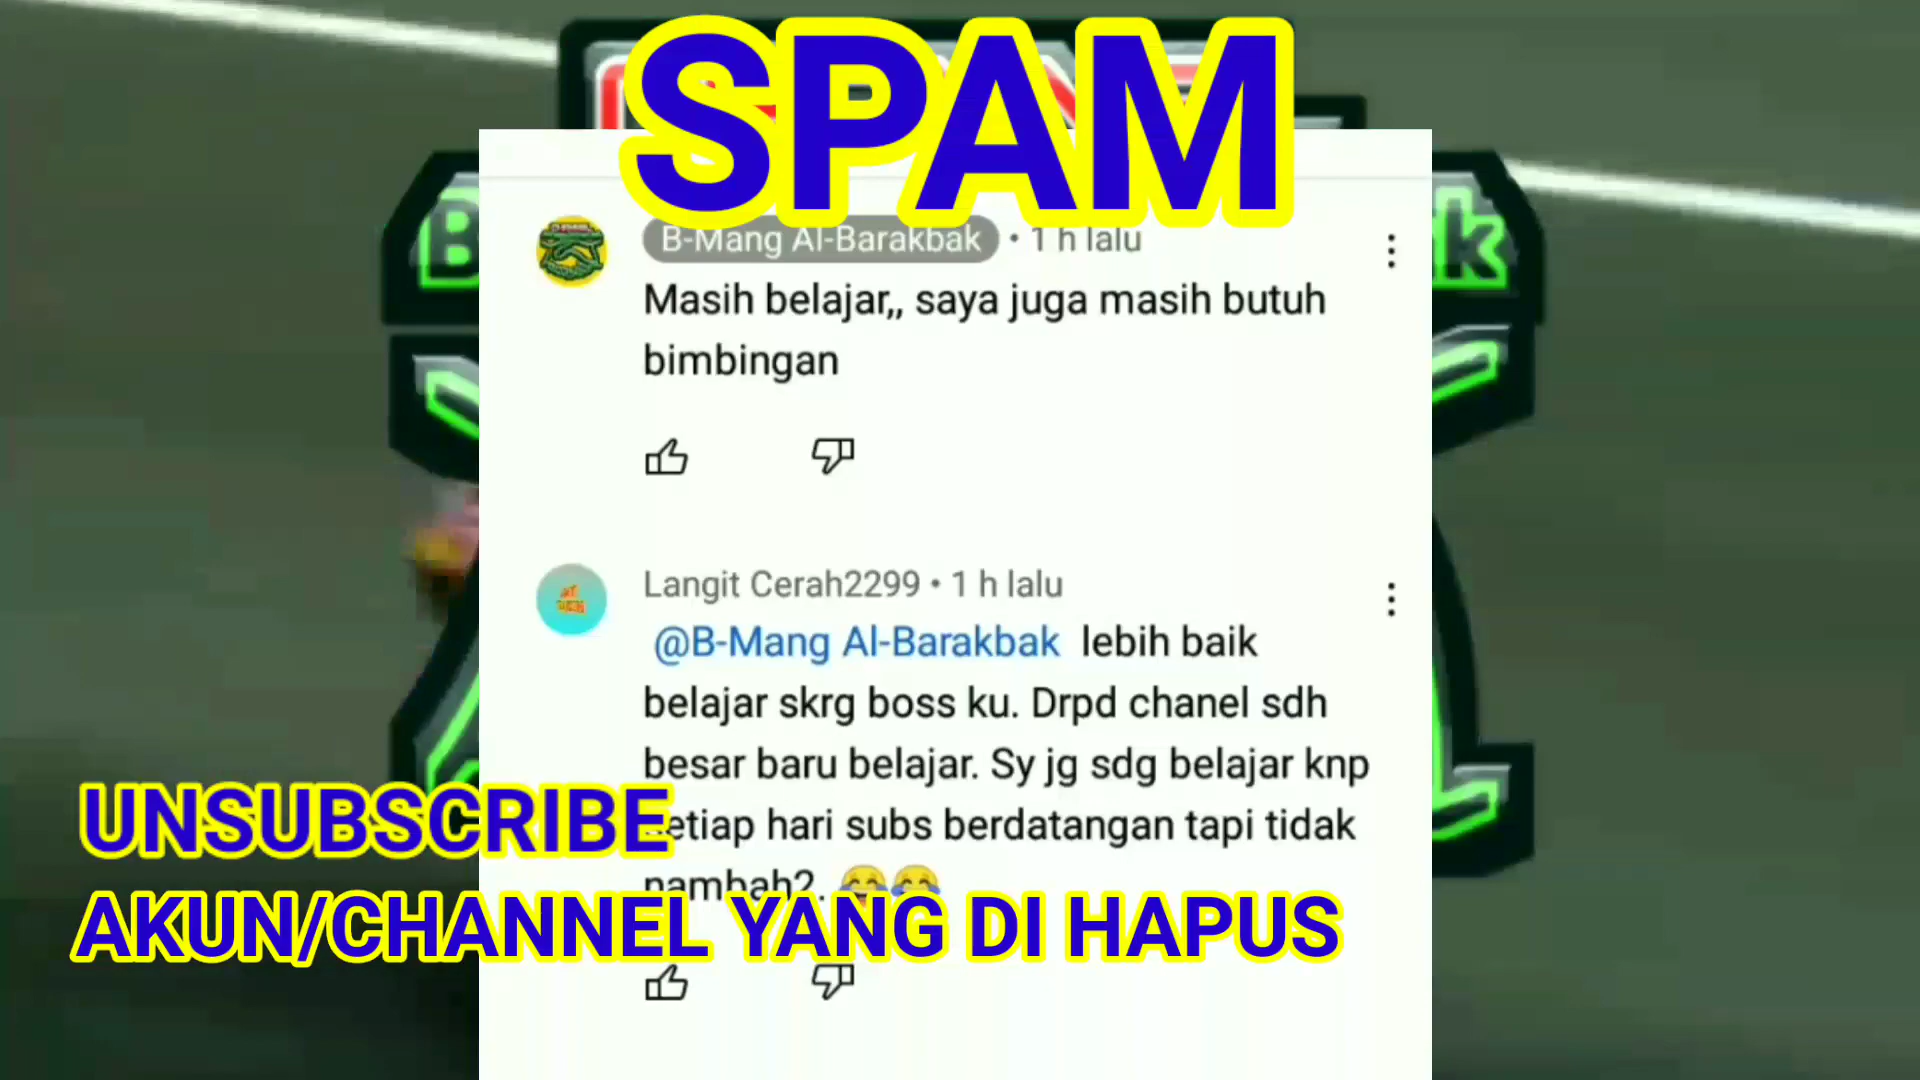 SPAM
B-Mang Al-Barakbak • 1 h lalu
Masih belajar,, saya juga masih butuh
bimbingan
Langit Cerah2299 • 1 h lalu
@B-Mang Al-Barakbak lebih baik
belajar skrg boss ku. Drpd chanel sdh
besar baru belajar. Sy jg sdg belajar knp
setiap hari subs berdatangan tapi tidak
nambah2. 😂😂
UNSUBSCRIBE
AKUN/CHANNEL YANG DI HAPUS